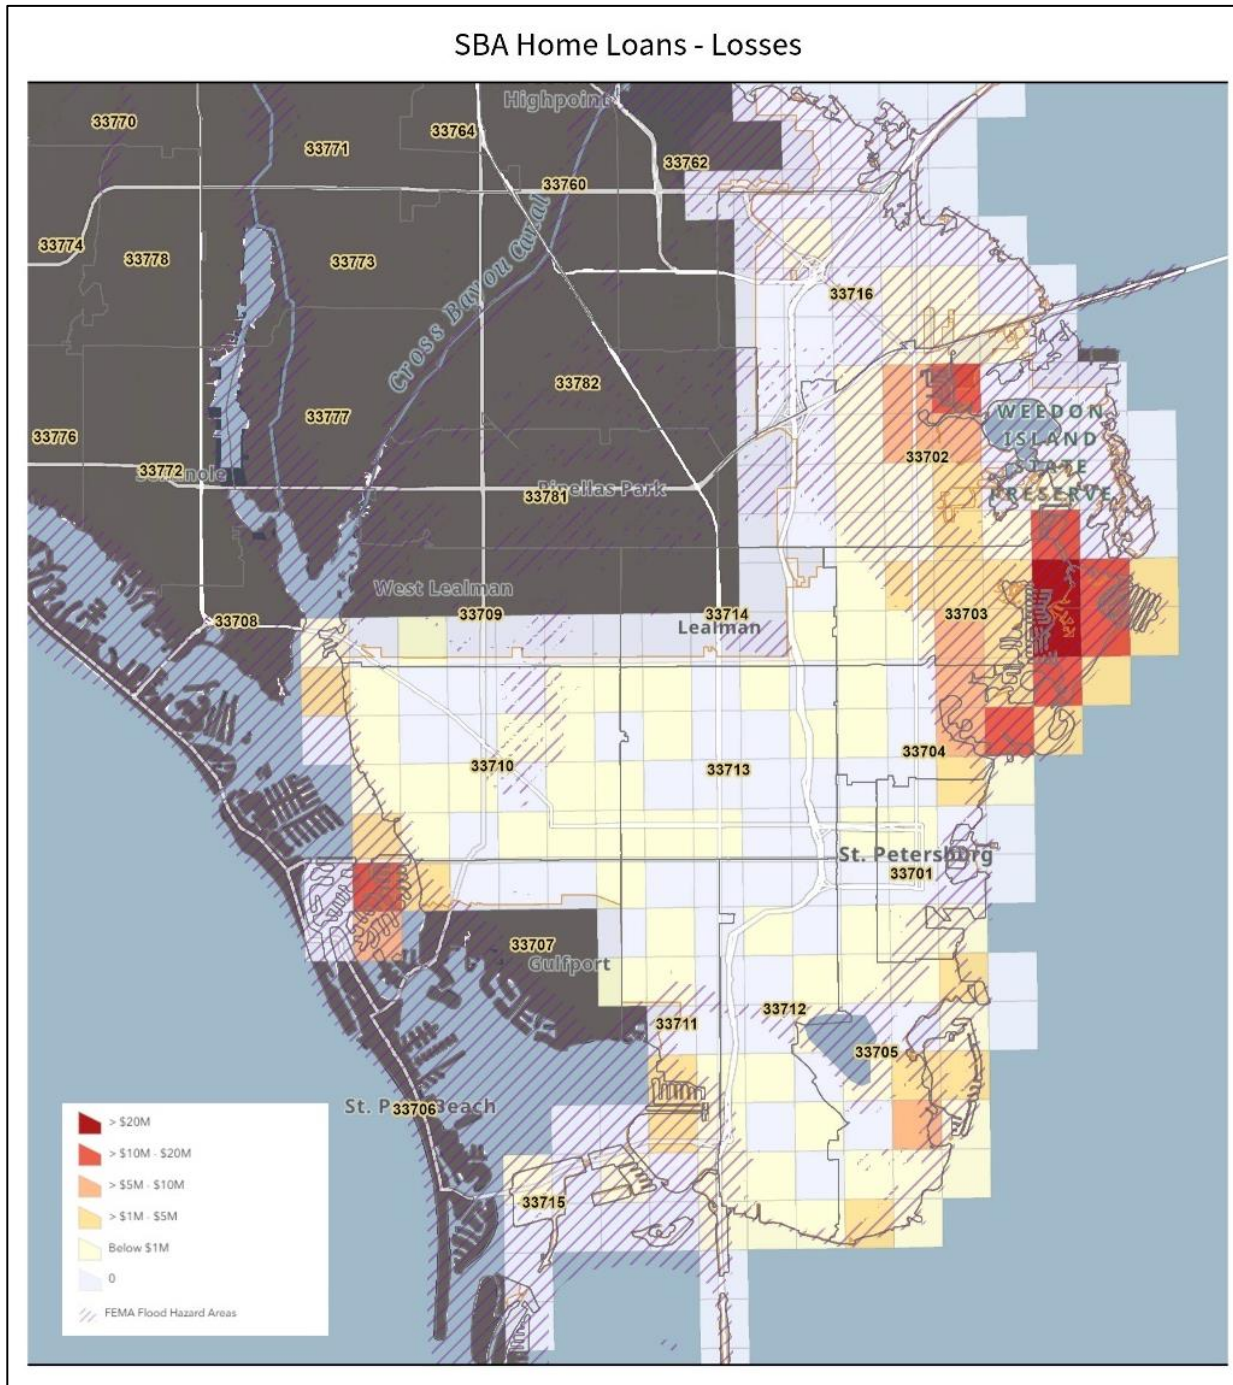 SBA Home Loans - Losses
Highpoint
33770
33764
33771
33762
33760
33774
33778
33773
Cross Bayou Canal
33716
33782
WEEDON
ISLAND
STATE
PRESERVE
33777
33776
33702
33772
Pinellas Park
33781
West Lealman
33708
33709
33714
33703
Lealman
33704
33710
33713
St. Petersburg
33701
33707
Gulfport
33712
33711
33705
33706
33715
> $20M
> $10M - $20M
> $5M - $10M
> $1M - $5M
Below $1M
0
FEMA Flood Hazard Areas